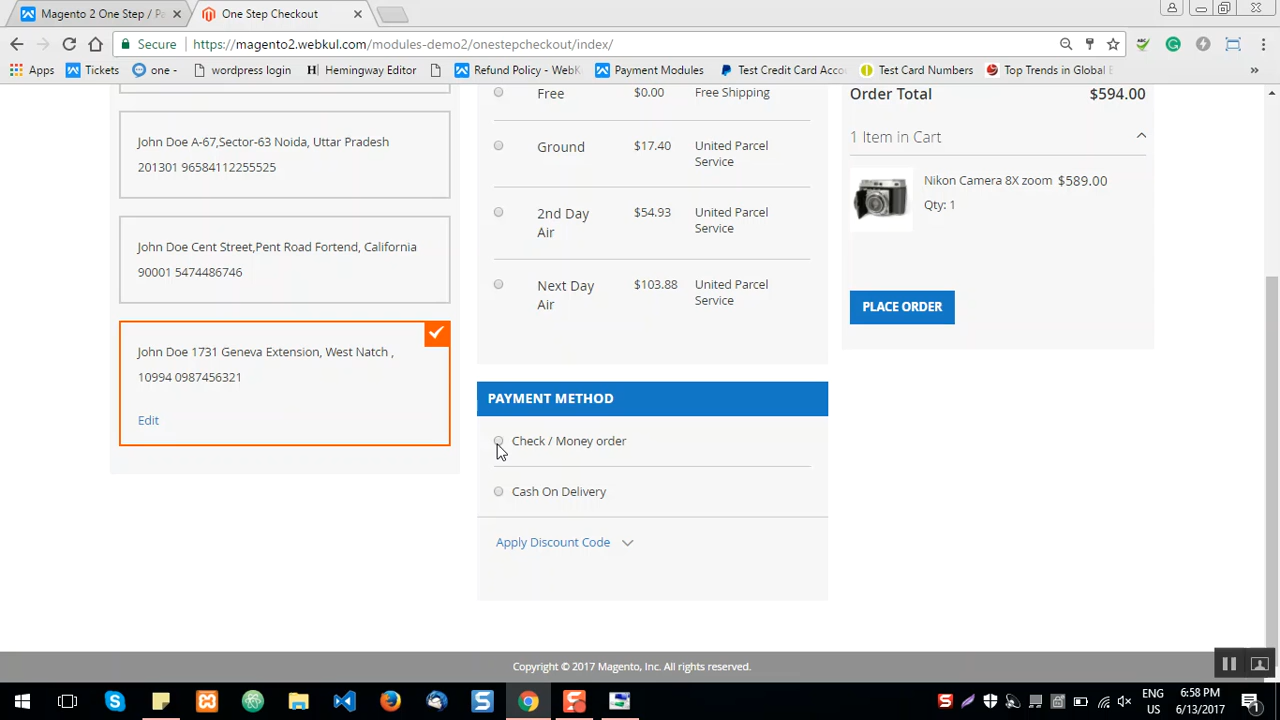 Magento 2 One Step / Pa
One Step Checkout
Secure
https://magento2.webkul.com/modules-demo2/onestepcheckout/index/
Apps
Tickets
one -
wordpress login
Hemingway Editor
Refund Policy - WebK
Payment Modules
Test Credit Card Acco
Test Card Numbers
Top Trends in Global E
John Doe A-67,Sector-63 Noida, Uttar Pradesh
201301 96584112255525
John Doe Cent Street,Pent Road Fortend, California
90001 5474486746
John Doe 1731 Geneva Extension, West Natch ,
10994 0987456321
Edit
Free $0.00 Free Shipping
Ground $17.40 United Parcel
Service
2nd Day $54.93 United Parcel
Air Service
Next Day $103.88 United Parcel
Air Service
PAYMENT METHOD
Check / Money order
Cash On Delivery
Apply Discount Code
Order Total $594.00
1 Item in Cart
Nikon Camera 8X zoom $589.00
Qty: 1
PLACE ORDER
Copyright © 2017 Magento, Inc. All rights reserved.
ENG
US
6:58 PM
6/13/2017